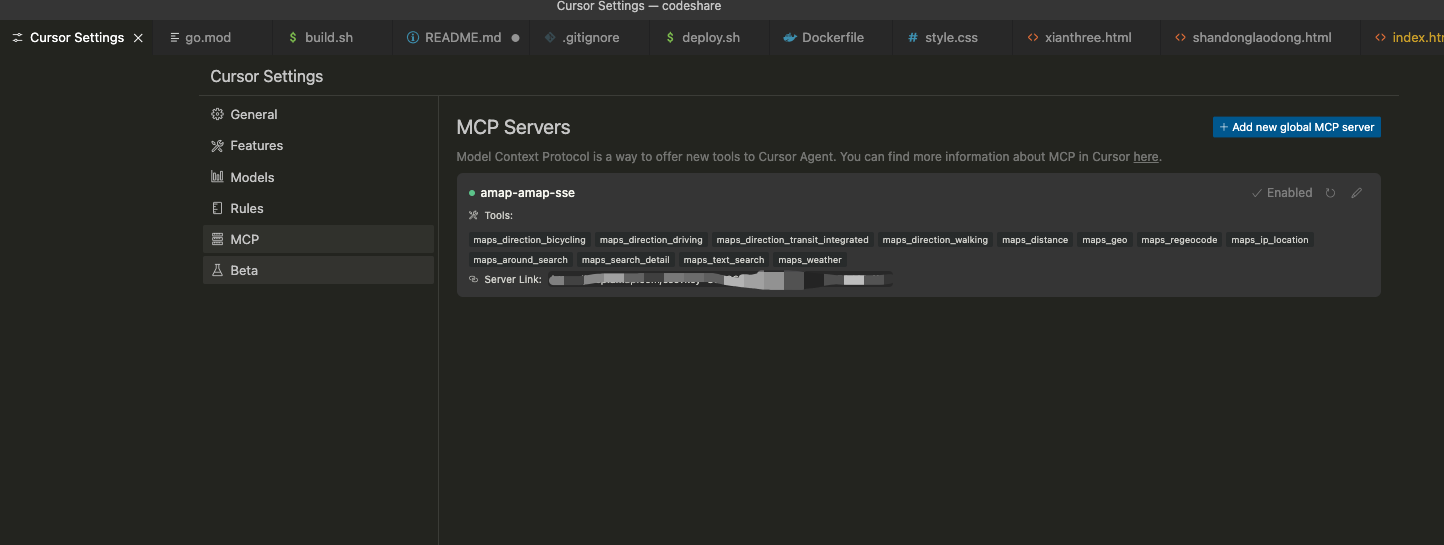 Cursor Settings — codeshare
Cursor Settings go.mod $ build.sh README.md .gitignore $ deploy.sh Dockerfile # style.css <> xianthree.html <> shandonglaodong.html <>
Cursor Settings
General
Features
Models
Rules
MCP
Beta
MCP Servers
+ Add new global MCP server
Model Context Protocol is a way to offer new tools to Cursor Agent. You can find more information about MCP in Cursor here.
amap-amap-sse
Enabled
Tools:
maps_direction_bicycling maps_direction_driving maps_direction_transit_integrated maps_direction_walking maps_distance maps_geo maps_regeocode maps_ip_location
maps_around_search maps_search_detail maps_text_search maps_weather
Server Link: